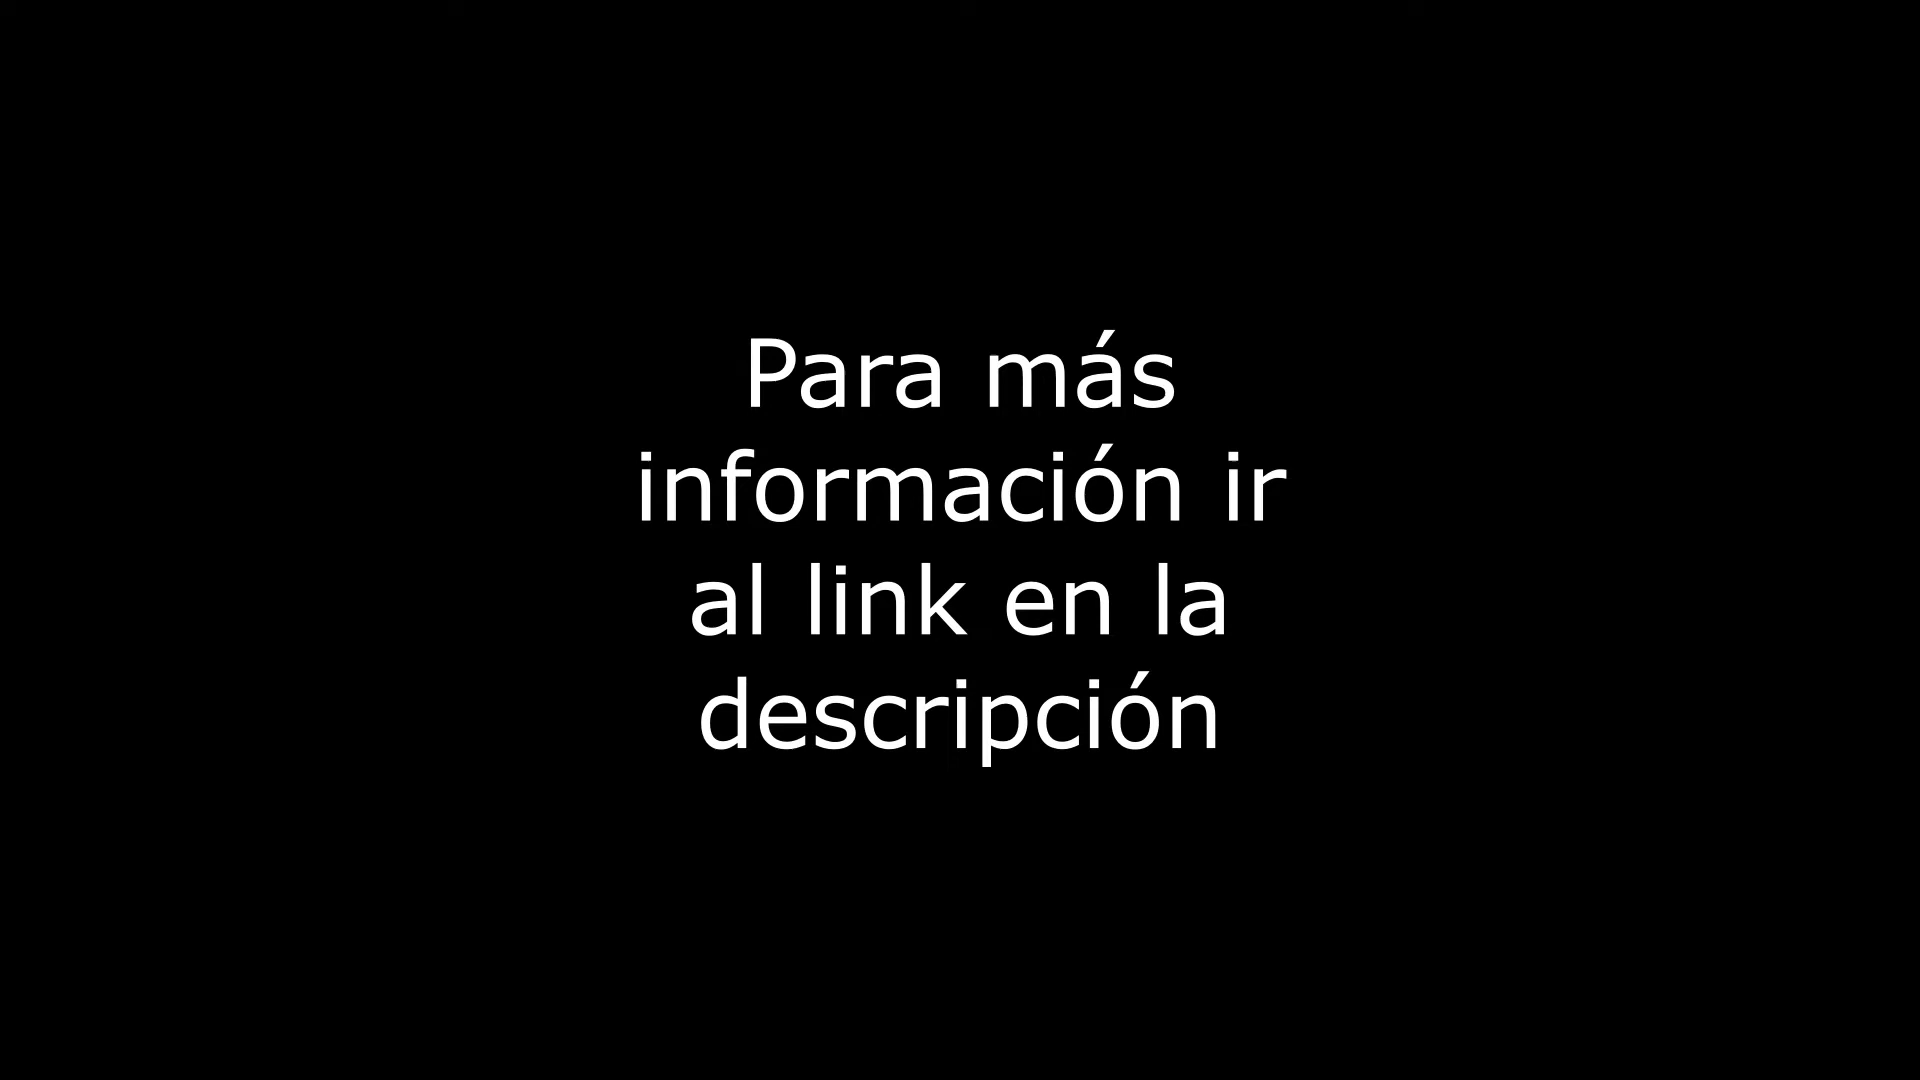 Para más
información ir
al link en la
descripción